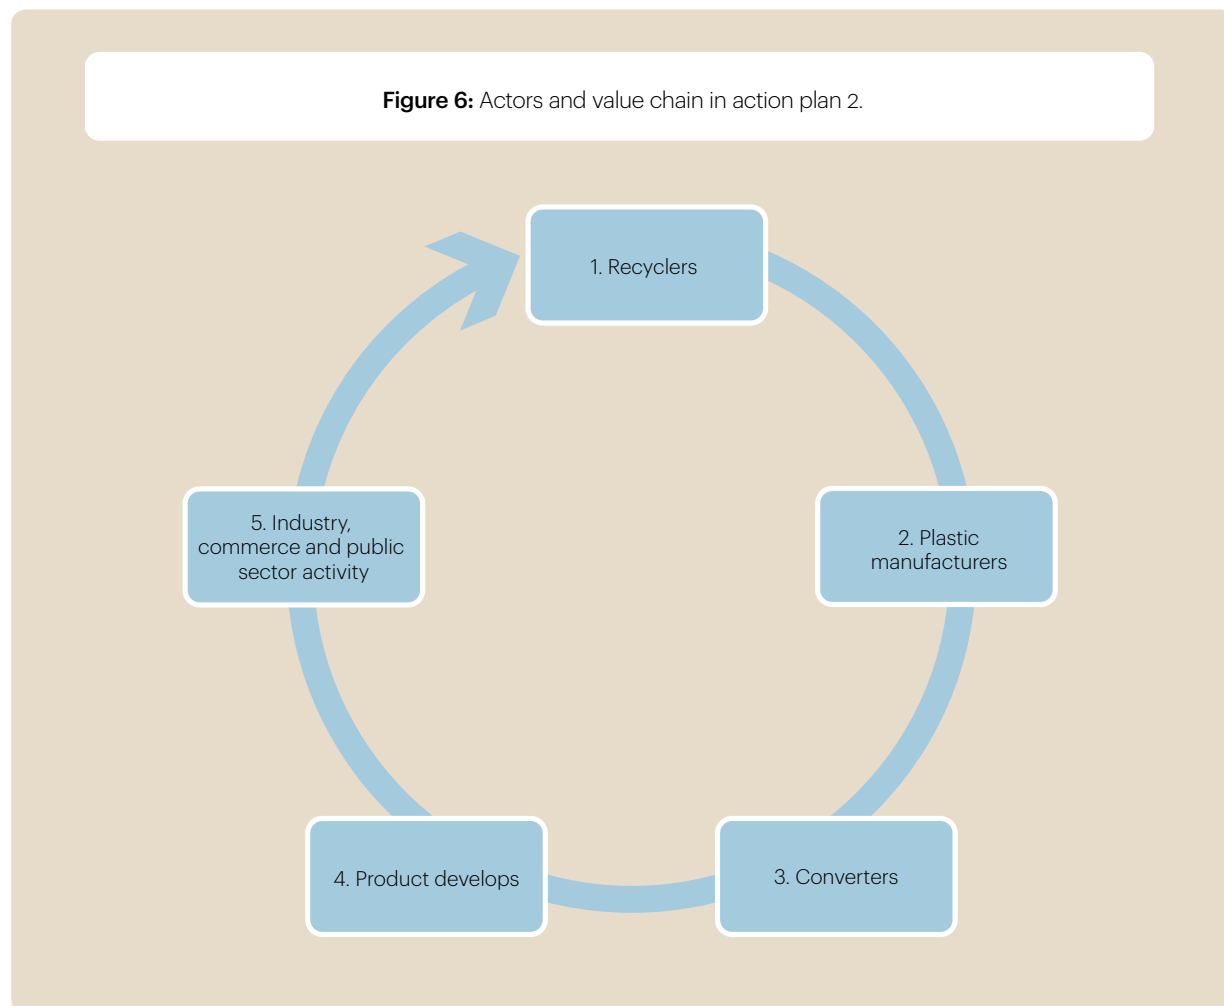 Figure 6: Actors and value chain in action plan 2.
1. Recyclers
2. Plastic
manufacturers
3. Converters
4. Product develops
5. Industry,
commerce and public
sector activity